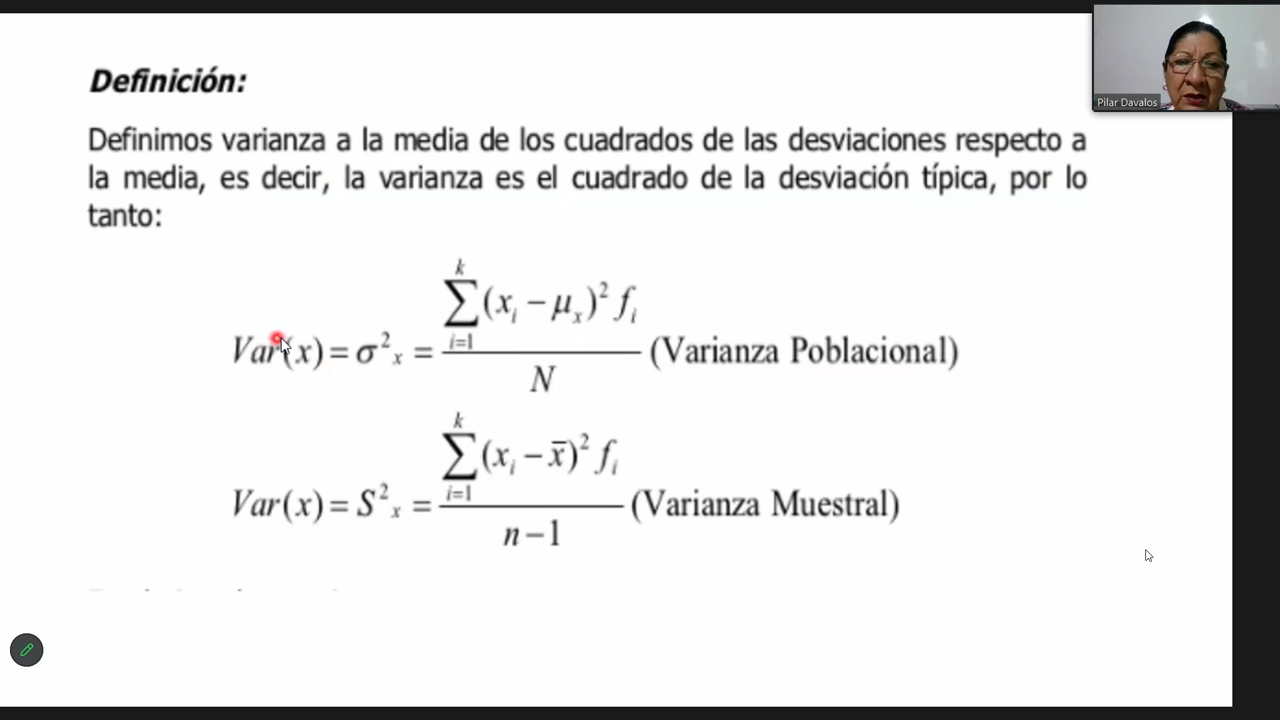 Pilar Davalos
Definición:
Definimos varianza a la media de los cuadrados de las desviaciones respecto a
la media, es decir, la varianza es el cuadrado de la desviación típica, por lo
tanto:
Var(x) = σ²ₓ = ∑ᵢ₌₁ᵏ (xᵢ − μₓ)² fᵢ / N (Varianza Poblacional)
Var(x) = S²ₓ = ∑ᵢ₌₁ᵏ (xᵢ − x̄)² fᵢ / n − 1 (Varianza Muestral)